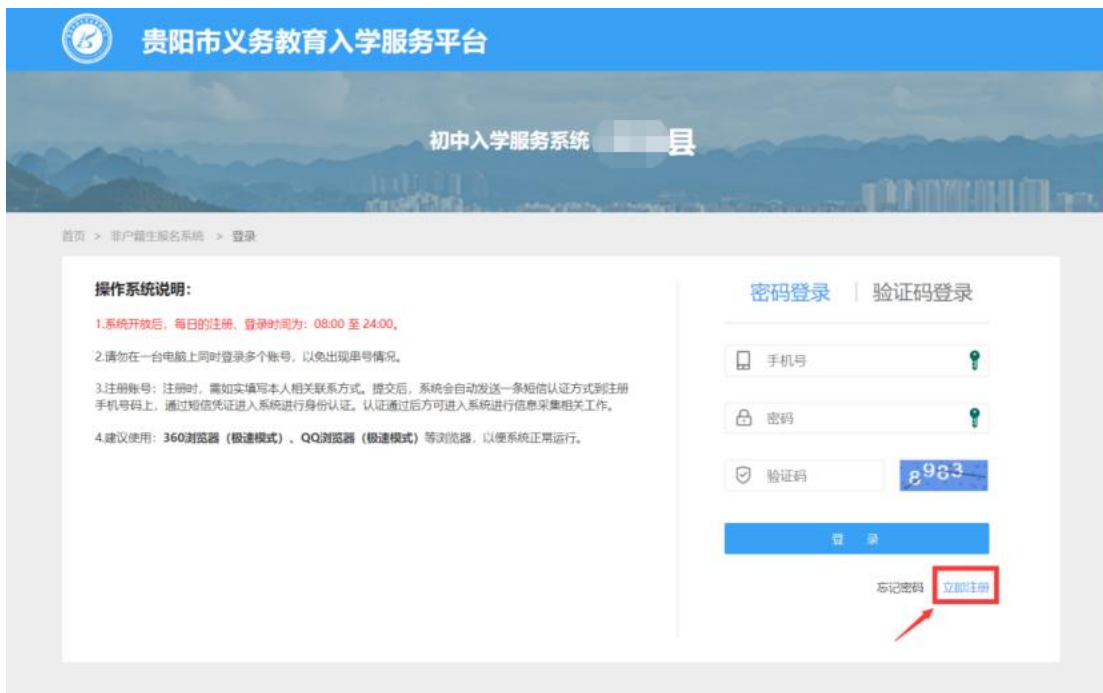 贵阳市义务教育入学服务平台
初中入学服务系统 县
首页 > 非户籍生报名系统 > 登录
操作系统说明：
1.系统开放后，每日的注册、登录时间为：08:00 至 24:00。
2.请勿在一台电脑上同时登录多个账号，以免出现串号情况。
3.注册账号：注册时，需如实填写本人相关联系方式。提交后，系统会自动发送一条短信认证方式到注册
手机号码上，通过短信凭证进入系统进行身份认证。认证通过后方可进入系统进行信息采集相关工作。
4.建议使用：360浏览器（极速模式）、QQ浏览器（极速模式）等浏览器，以便系统正常运行。
密码登录 | 验证码登录
手机号
密码
验证码 8983
登 录
忘记密码 立即注册